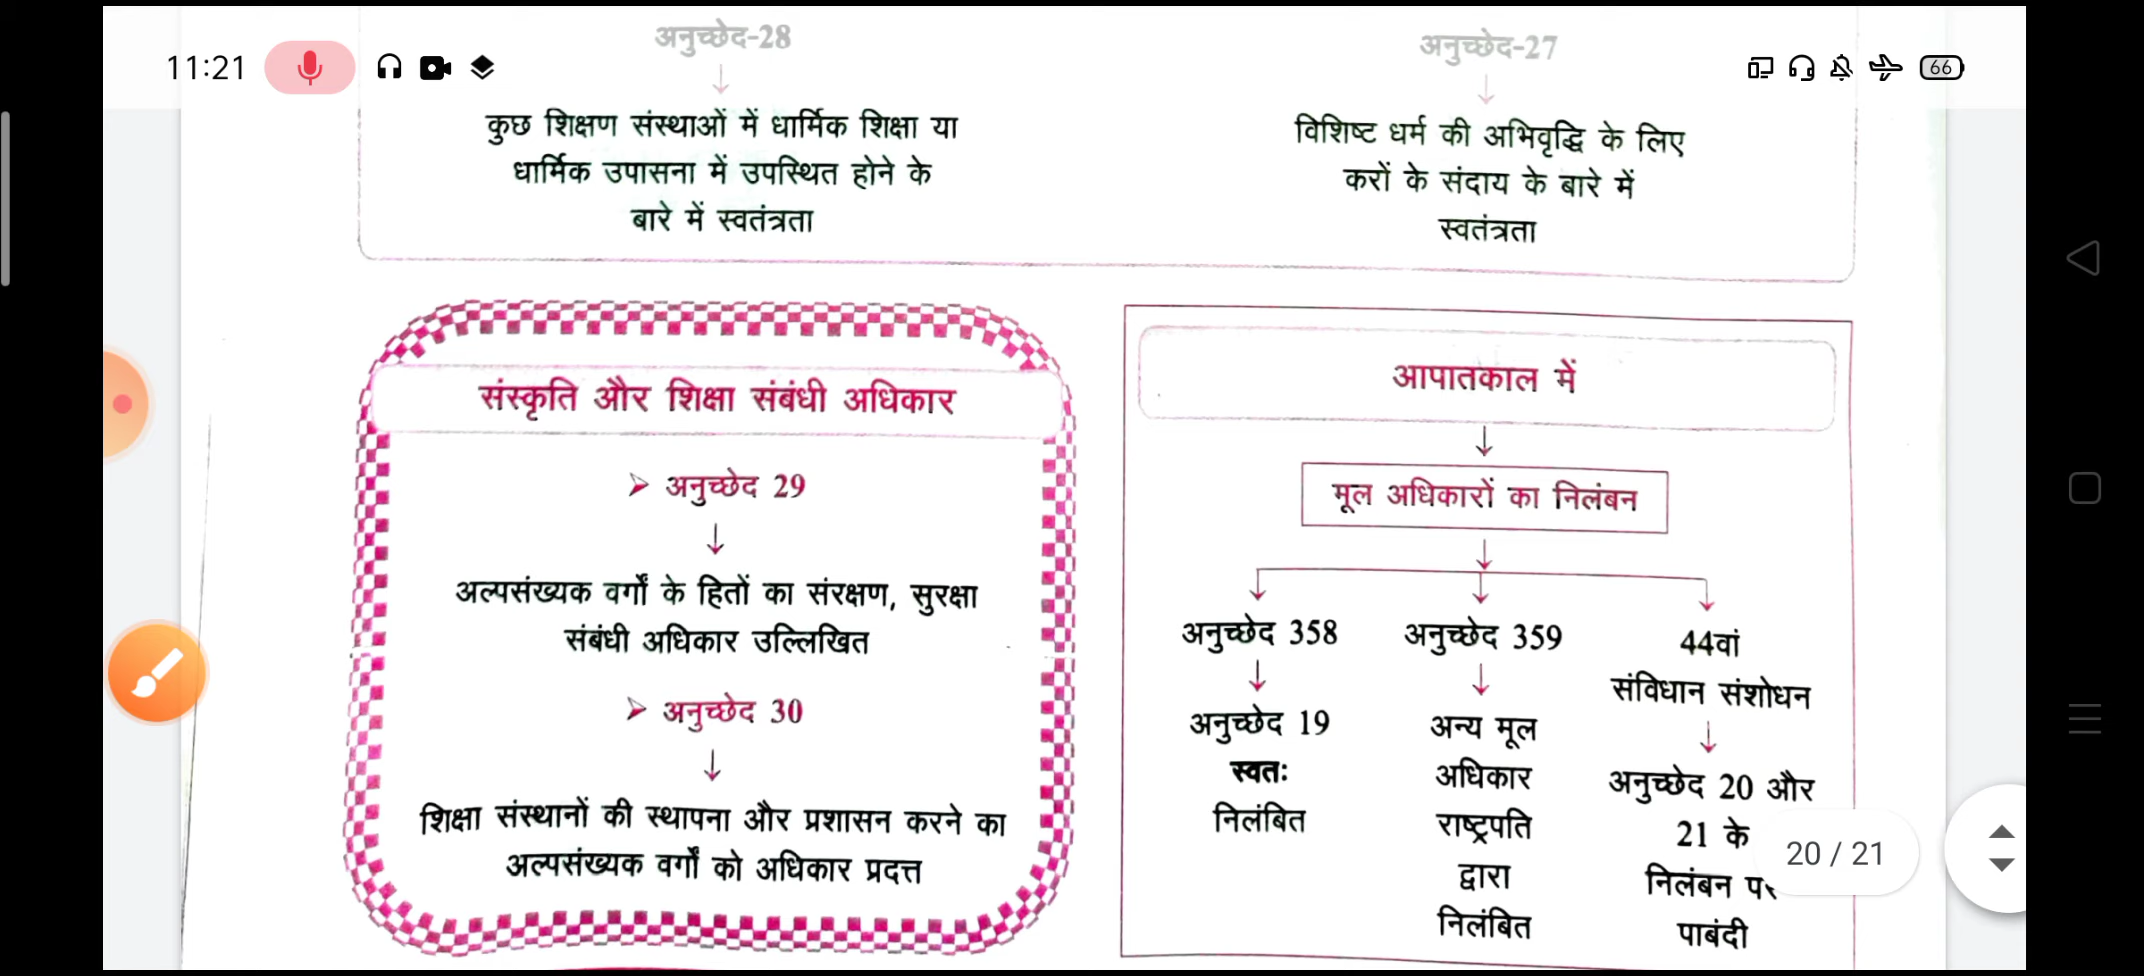 11:21
66
अनुच्छेद-28
कुछ शिक्षण संस्थाओं में धार्मिक शिक्षा या
धार्मिक उपासना में उपस्थित होने के
बारे में स्वतंत्रता
अनुच्छेद-27
विशिष्ट धर्म की अभिवृद्धि के लिए
करों के संदाय के बारे में
स्वतंत्रता
संस्कृति और शिक्षा संबंधी अधिकार
अनुच्छेद 29
अल्पसंख्यक वर्गों के हितों का संरक्षण, सुरक्षा
संबंधी अधिकार उल्लिखित
अनुच्छेद 30
शिक्षा संस्थानों की स्थापना और प्रशासन करने का
अल्पसंख्यक वर्गों को अधिकार प्रदत्त
आपातकाल में
मूल अधिकारों का निलंबन
अनुच्छेद 358
अनुच्छेद 19
स्वतः
निलंबित
अनुच्छेद 359
अन्य मूल
अधिकार
राष्ट्रपति
द्वारा
निलंबित
44वां
संविधान संशोधन
अनुच्छेद 20 और
21 के
निलंबन पर
पाबंदी
20 / 21